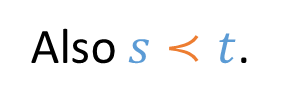 Also s ≺ t.